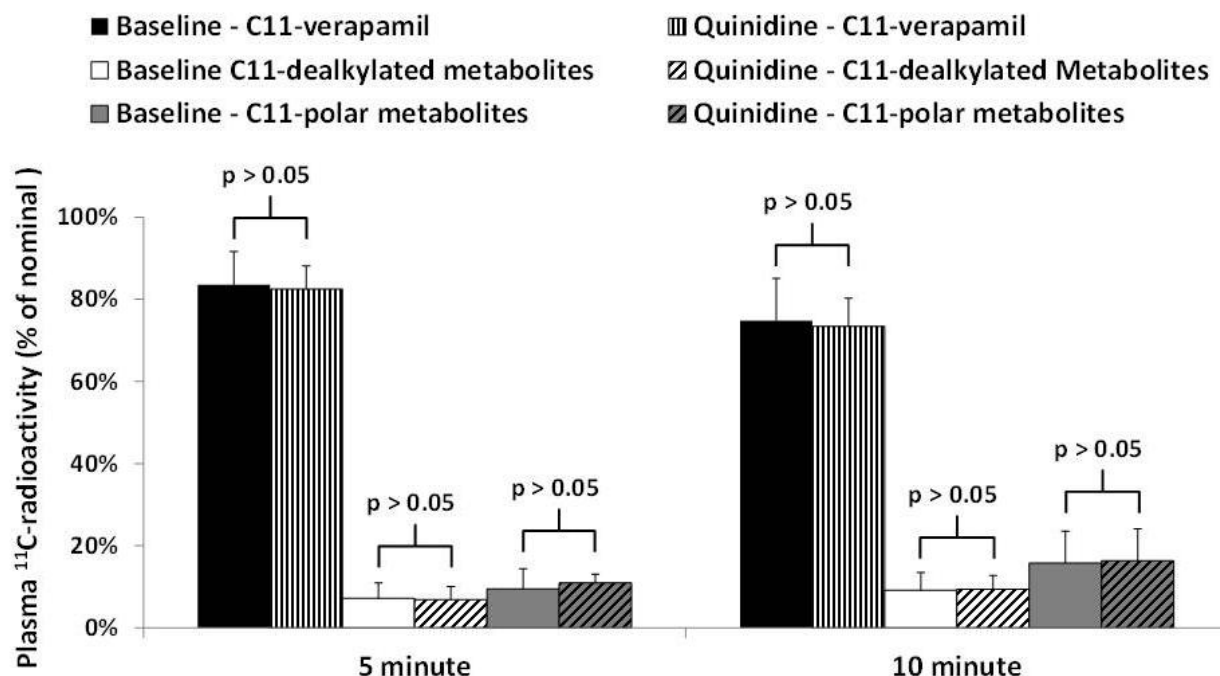 Baseline - C11-verapamil
Quinidine - C11-verapamil
Baseline C11-dealkylated metabolites
Quinidine - C11-dealkylated Metabolites
Baseline - C11-polar metabolites
Quinidine - C11-polar metabolites
Plasma ¹¹C-radioactivity (% of nominal )
100%
80%
60%
40%
20%
0%
p > 0.05
p > 0.05
p > 0.05
p > 0.05
p > 0.05
p > 0.05
5 minute
10 minute